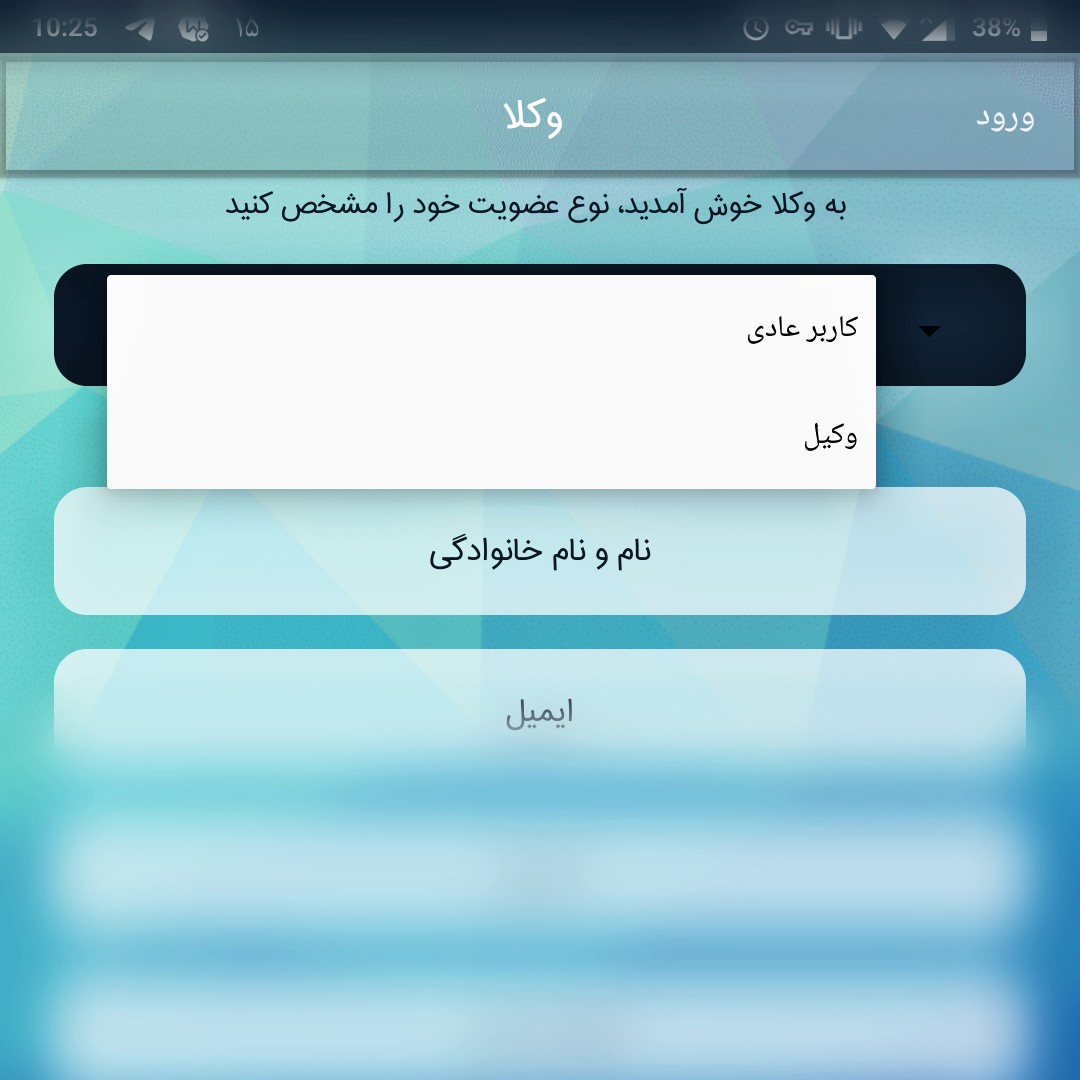 10:25 ۱۵ 38%
ورود
وکلا
به وکلا خوش آمدید، نوع عضویت خود را مشخص کنید
کاربر عادی
وکیل
نام و نام خانوادگی
ایمیل